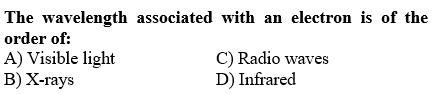 The wavelength associated with an electron is of the
order of:
A) Visible light C) Radio waves
B) X-rays D) Infrared